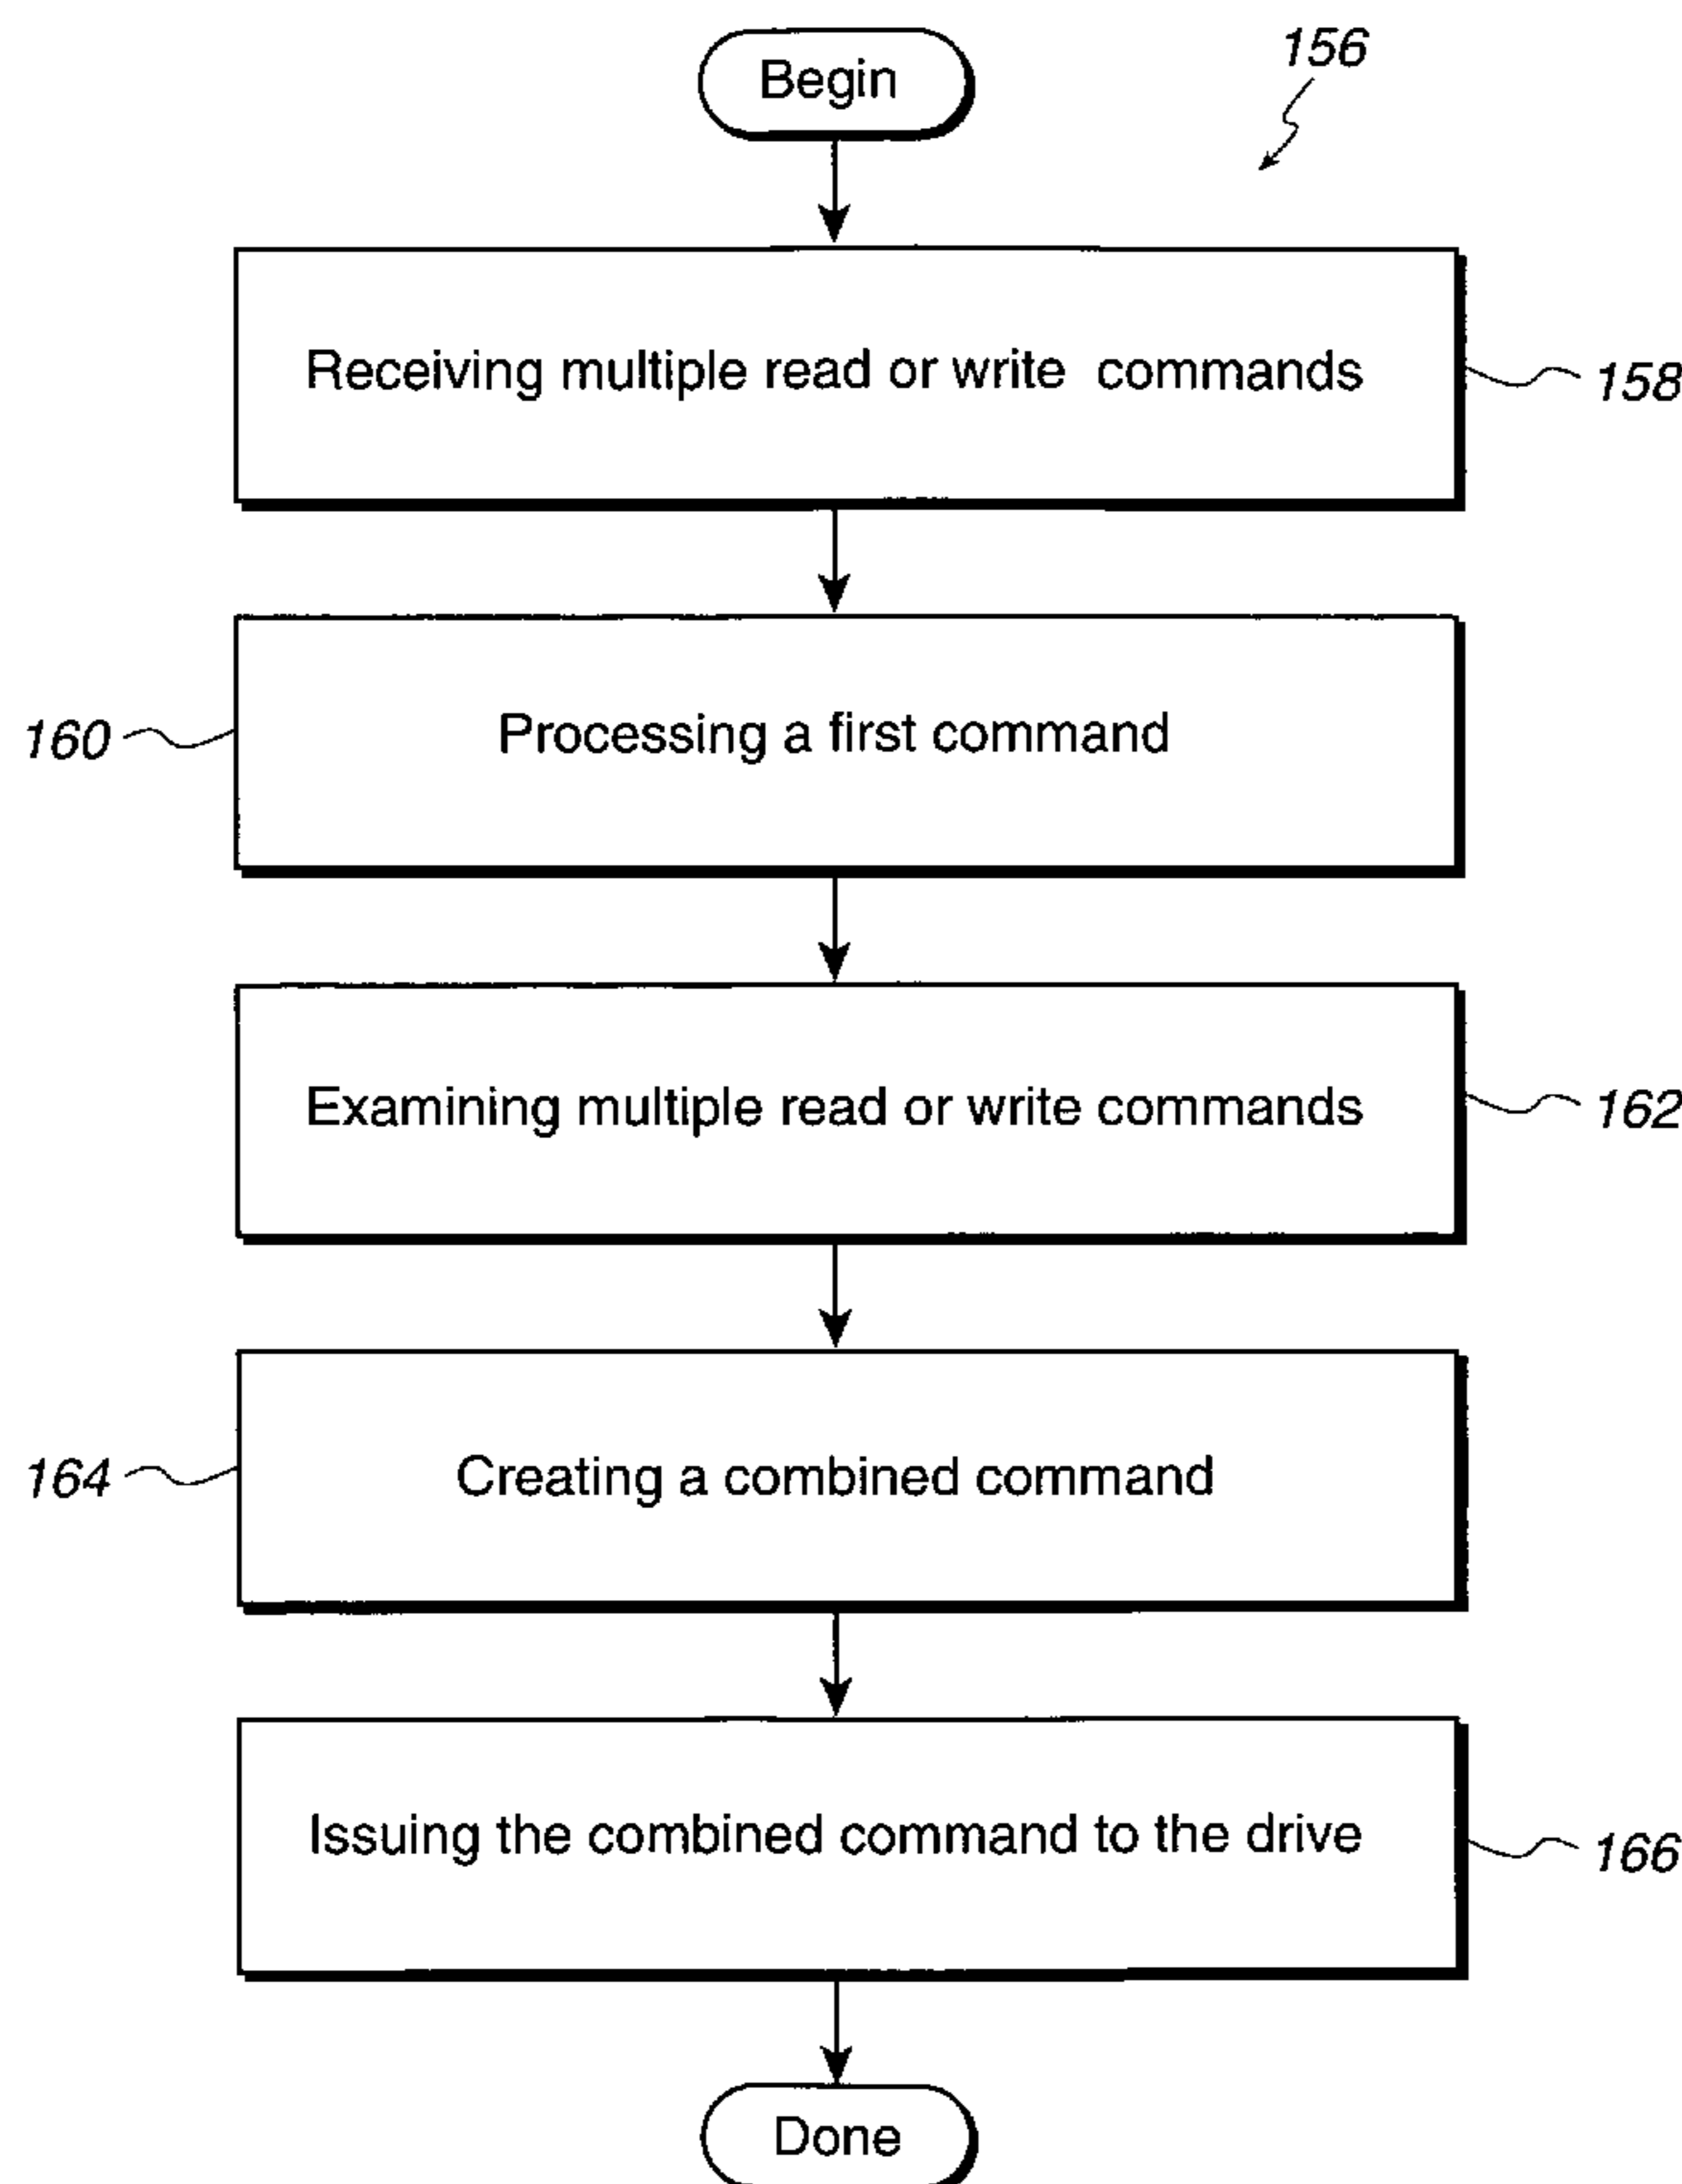 Begin
156
Receiving multiple read or write commands
158
160
Processing a first command
Examining multiple read or write commands
162
164
Creating a combined command
Issuing the combined command to the drive
166
Done